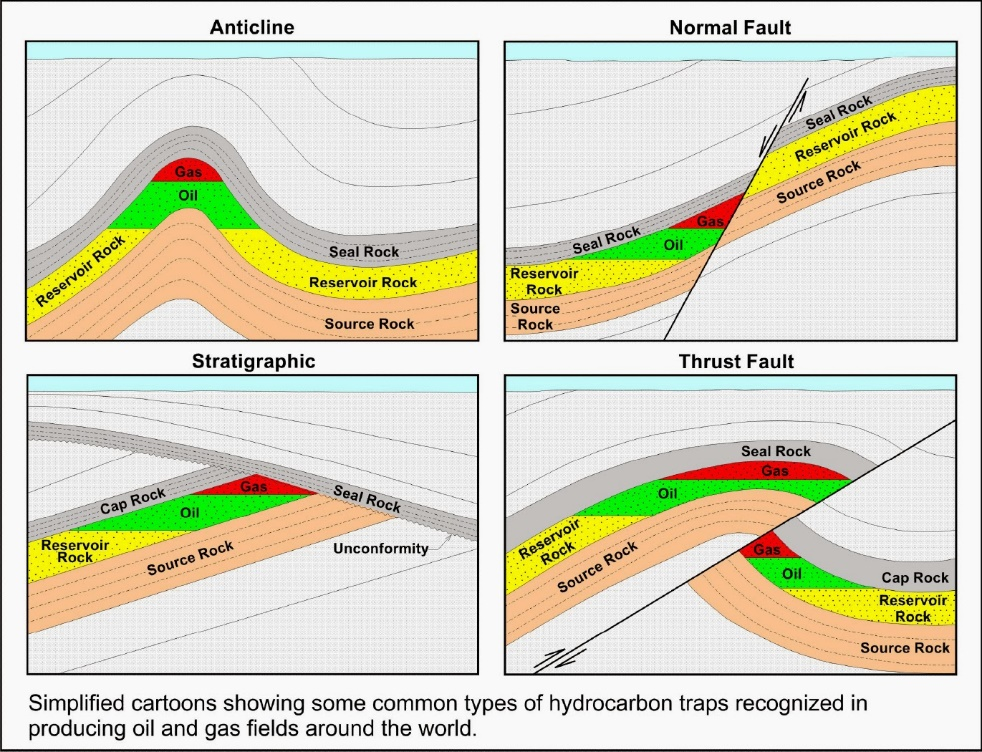 Anticline
Gas
Oil
Seal Rock
Reservoir Rock
Reservoir Rock
Source Rock
Normal Fault
Seal Rock
Reservoir Rock
Source Rock
Gas
Seal Rock
Oil
Reservoir
Rock
Source
Rock
Stratigraphic
Gas
Cap Rock
Seal Rock
Oil
Reservoir
Rock
Source Rock
Unconformity
Thrust Fault
Seal Rock
Gas
Oil
Reservoir
Rock
Source Rock
Gas
Oil
Cap Rock
Reservoir
Rock
Source Rock
Simplified cartoons showing some common types of hydrocarbon traps recognized in
producing oil and gas fields around the world.